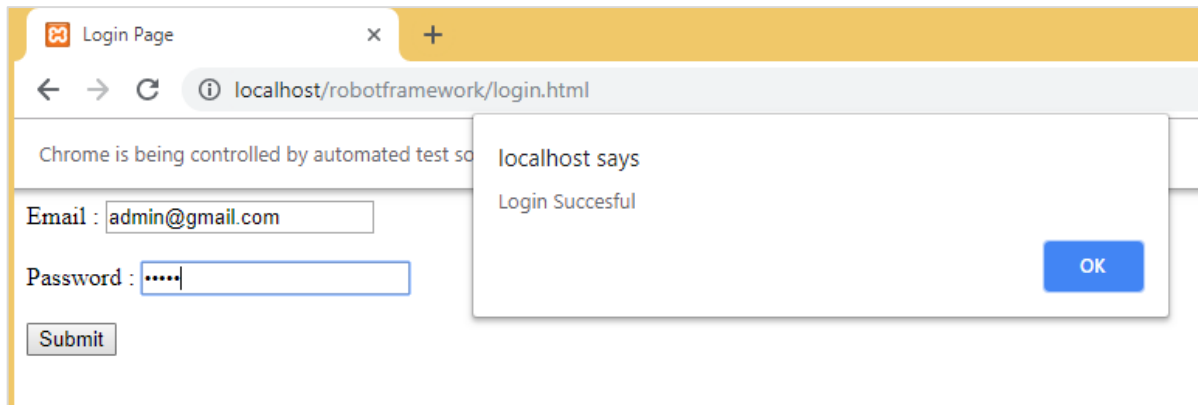 Login Page
localhost/robotframework/login.html
Chrome is being controlled by automated test so
localhost says
Login Succesful
OK
Email : admin@gmail.com
Password : •••••
Submit